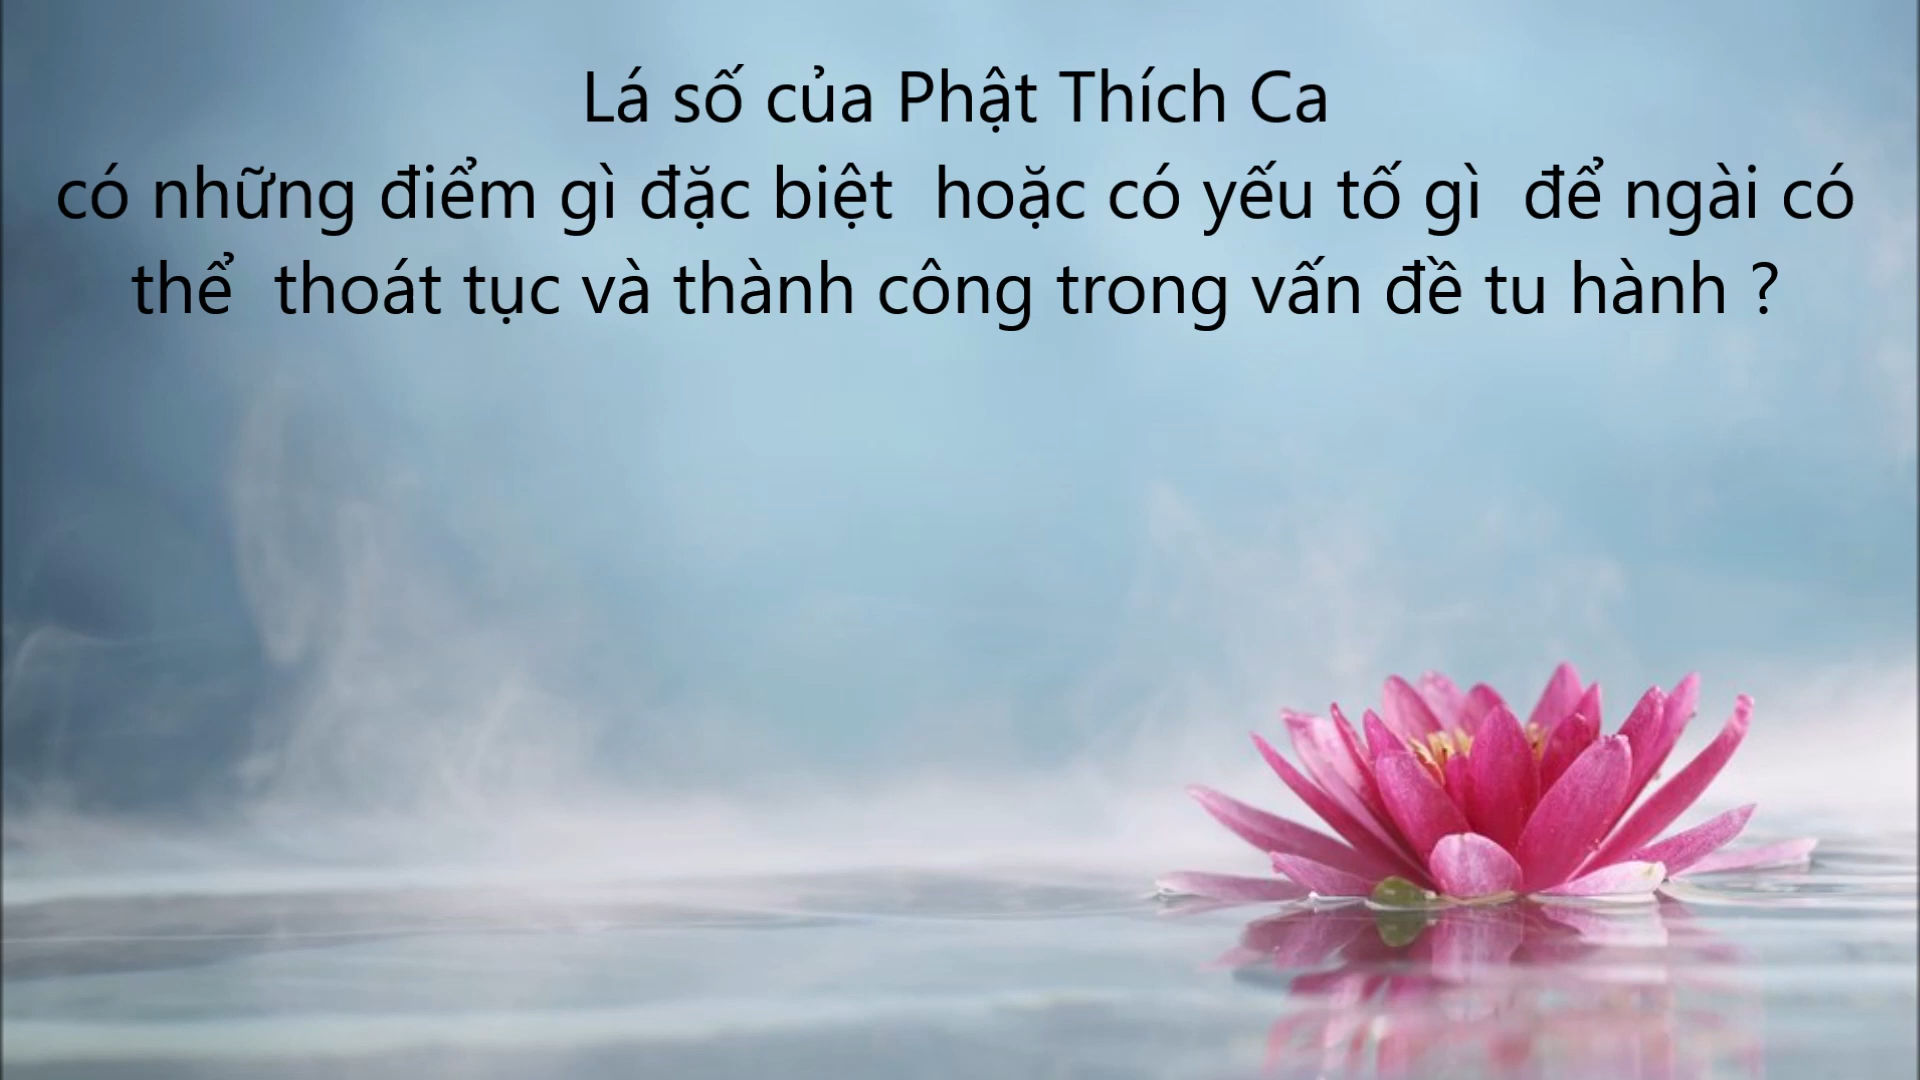 Lá số của Phật Thích Ca
có những điểm gì đặc biệt hoặc có yếu tố gì để ngài có
thể thoát tục và thành công trong vấn đề tu hành ?